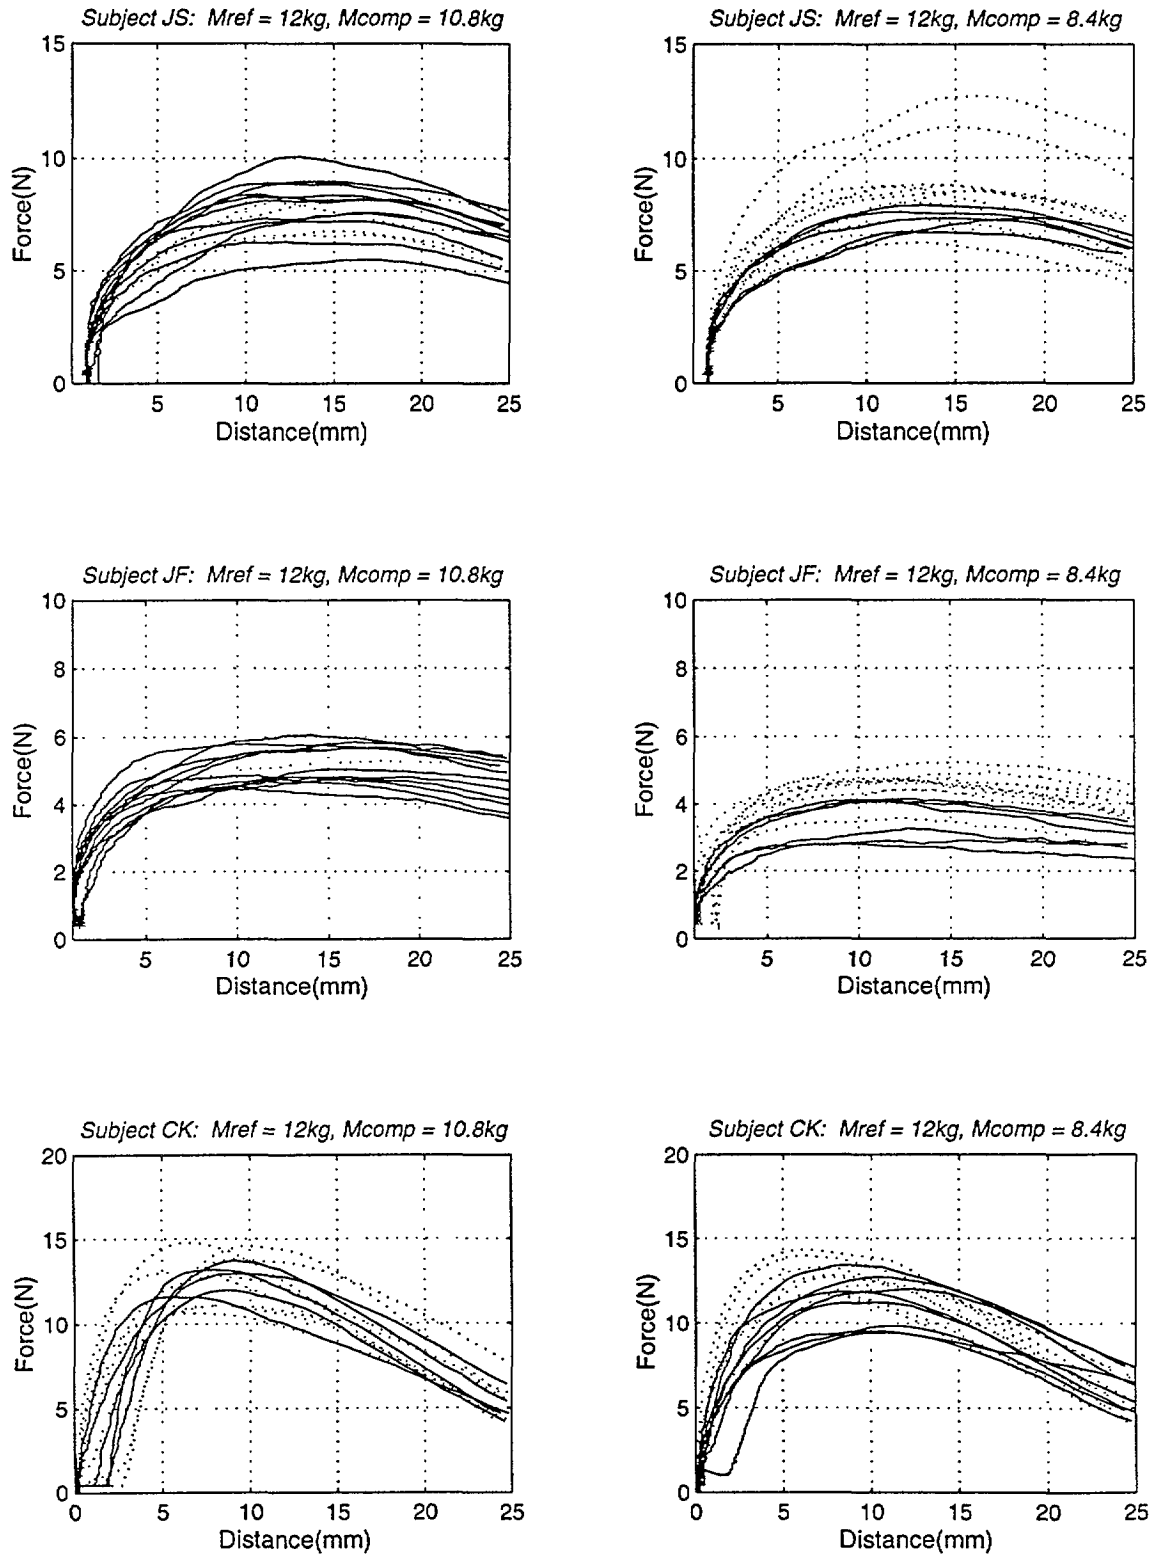 Subject JS: Mref = 12kg, Mcomp = 10.8kg
15
10
5
0
Force(N)
5 10 15 20 25
Distance(mm)
Subject JS: Mref = 12kg, Mcomp = 8.4kg
15
10
5
0
Force(N)
5 10 15 20 25
Distance(mm)
Subject JF: Mref = 12kg, Mcomp = 10.8kg
10
8
6
4
2
0
Force(N)
5 10 15 20 25
Distance(mm)
Subject JF: Mref = 12kg, Mcomp = 8.4kg
10
8
6
4
2
0
Force(N)
5 10 15 20 25
Distance(mm)
Subject CK: Mref = 12kg, Mcomp = 10.8kg
20
15
10
5
0
Force(N)
0 5 10 15 20 25
Distance(mm)
Subject CK: Mref = 12kg, Mcomp = 8.4kg
20
15
10
5
0
Force(N)
0 5 10 15 20 25
Distance(mm)